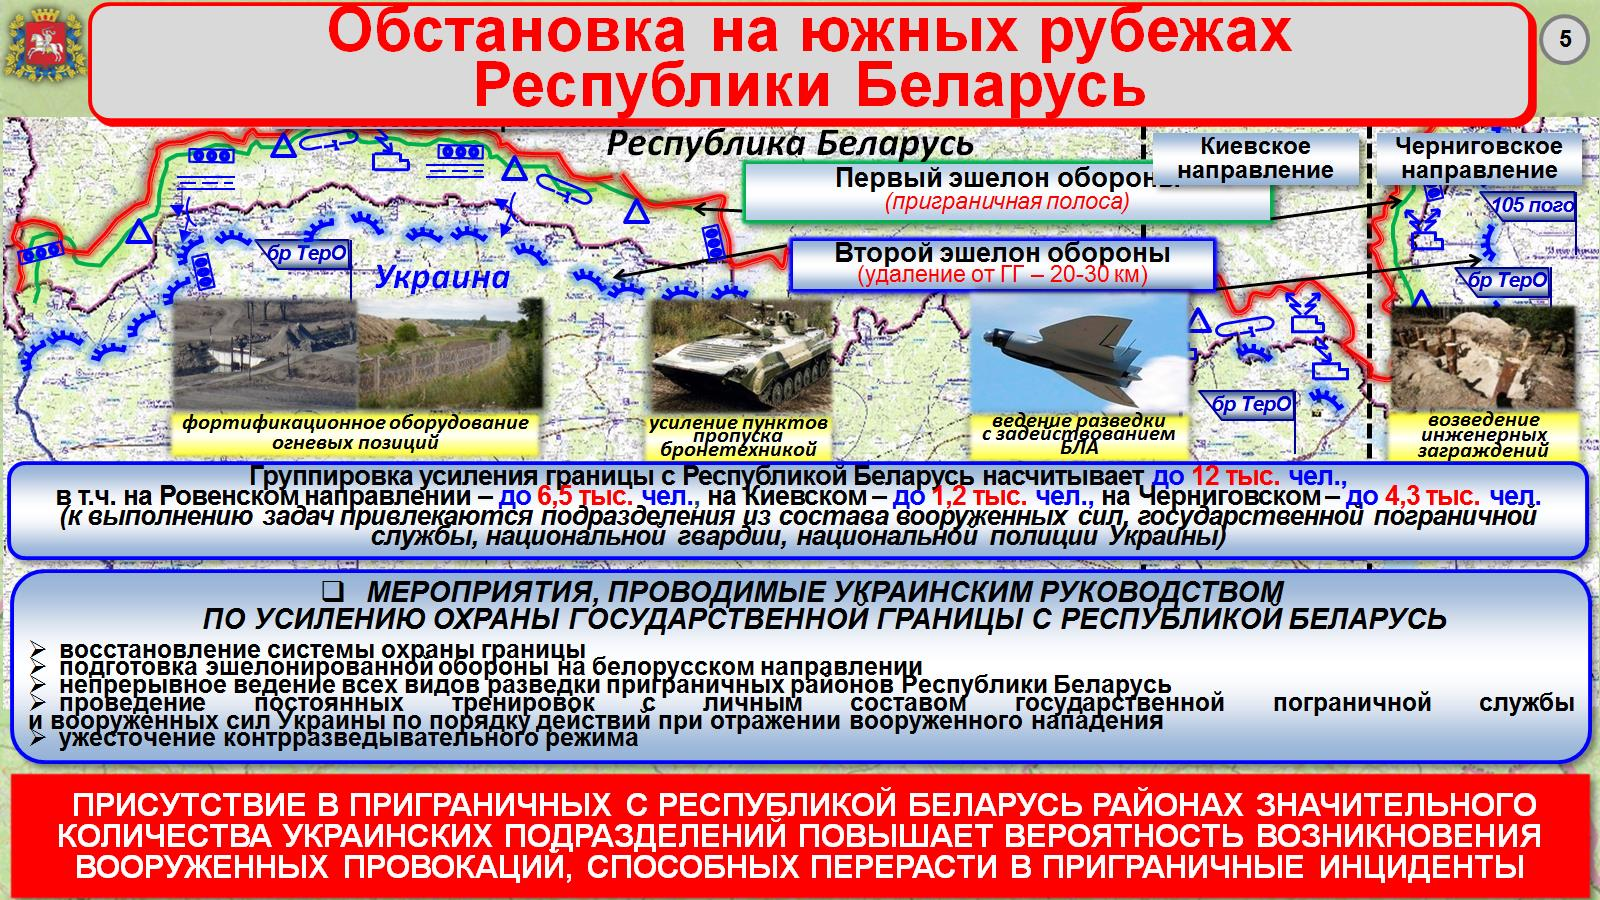 Обстановка на южных рубежах
Республики Беларусь
5
Республика Беларусь
Киевское
направление
Черниговское
направление
Первый эшелон обороны
(приграничная полоса)
105 пого
Второй эшелон обороны
(удаление от ГГ – 20-30 км)
бр ТерО
Украина
бр ТерО
бр ТерО
фортификационное оборудование
огневых позиций
усиление пунктов
пропуска
бронетехникой
ведение разведки
с задействованием
БЛА
возведение
инженерных
заграждений
Группировка усиления границы с Республикой Беларусь насчитывает до 12 тыс. чел.,
в т.ч. на Ровенском направлении – до 6,5 тыс. чел., на Киевском – до 1,2 тыс. чел., на Черниговском – до 4,3 тыс. чел.
(к выполнению задач привлекаются подразделения из состава вооруженных сил, государственной пограничной
службы, национальной гвардии, национальной полиции Украины)
❑ МЕРОПРИЯТИЯ, ПРОВОДИМЫЕ УКРАИНСКИМ РУКОВОДСТВОМ
ПО УСИЛЕНИЮ ОХРАНЫ ГОСУДАРСТВЕННОЙ ГРАНИЦЫ С РЕСПУБЛИКОЙ БЕЛАРУСЬ
➢ восстановление системы охраны границы
➢ подготовка эшелонированной обороны на белорусском направлении
➢ непрерывное ведение всех видов разведки приграничных районов Республики Беларусь
➢ проведение постоянных тренировок с личным составом государственной пограничной службы
и вооруженных сил Украины по порядку действий при отражении вооруженного нападения
➢ ужесточение контрразведывательного режима
ПРИСУТСТВИЕ В ПРИГРАНИЧНЫХ С РЕСПУБЛИКОЙ БЕЛАРУСЬ РАЙОНАХ ЗНАЧИТЕЛЬНОГО
КОЛИЧЕСТВА УКРАИНСКИХ ПОДРАЗДЕЛЕНИЙ ПОВЫШАЕТ ВЕРОЯТНОСТЬ ВОЗНИКНОВЕНИЯ
ВООРУЖЕННЫХ ПРОВОКАЦИЙ, СПОСОБНЫХ ПЕРЕРАСТИ В ПРИГРАНИЧНЫЕ ИНЦИДЕНТЫ